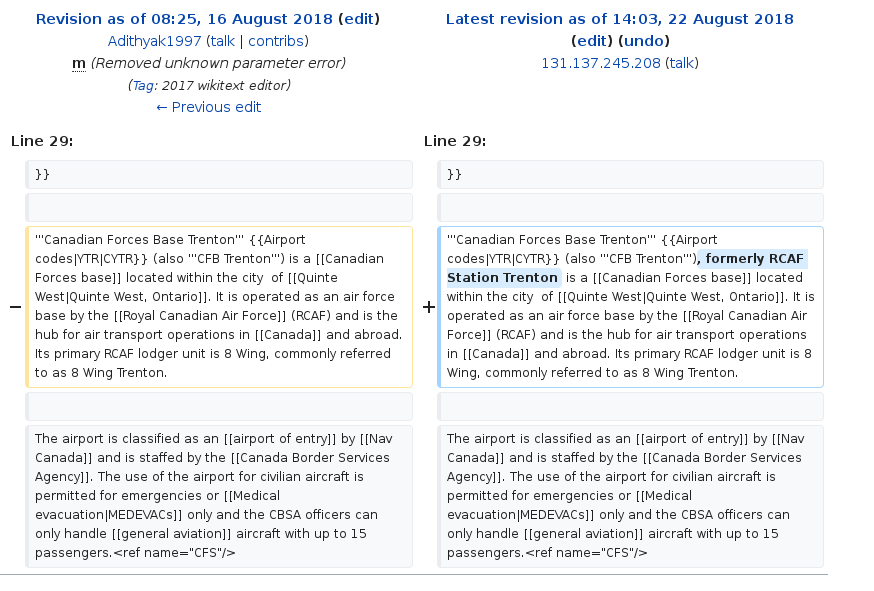 Revision as of 08:25, 16 August 2018 (edit)
Adithyak1997 (talk | contribs)
m (Removed unknown parameter error)
(Tag: 2017 wikitext editor)
← Previous edit
Latest revision as of 14:03, 22 August 2018
(edit) (undo)
131.137.245.208 (talk)
Line 29:
Line 29:
}}
}}
−
'''Canadian Forces Base Trenton''' {{Airport
codes|YTR|CYTR}} (also '''CFB Trenton''') is a [[Canadian
Forces base]] located within the city  of [[Quinte
West|Quinte West, Ontario]]. It is operated as an air force
base by the [[Royal Canadian Air Force]] (RCAF) and is the
hub for air transport operations in [[Canada]] and abroad.
Its primary RCAF lodger unit is 8 Wing, commonly referred
to as 8 Wing Trenton.
+
'''Canadian Forces Base Trenton''' {{Airport
codes|YTR|CYTR}} (also '''CFB Trenton'''), formerly RCAF
Station Trenton  is a [[Canadian Forces base]] located
within the city  of [[Quinte West|Quinte West, Ontario]]. It is
operated as an air force base by the [[Royal Canadian Air
Force]] (RCAF) and is the hub for air transport operations
in [[Canada]] and abroad. Its primary RCAF lodger unit is 8
Wing, commonly referred to as 8 Wing Trenton.
The airport is classified as an [[airport of entry]] by [[Nav
Canada]] and is staffed by the [[Canada Border Services
Agency]]. The use of the airport for civilian aircraft is
permitted for emergencies or [[Medical
evacuation|MEDEVACs]] only and the CBSA officers can
only handle [[general aviation]] aircraft with up to 15
passengers.<ref name="CFS"/>
The airport is classified as an [[airport of entry]] by [[Nav
Canada]] and is staffed by the [[Canada Border Services
Agency]]. The use of the airport for civilian aircraft is
permitted for emergencies or [[Medical
evacuation|MEDEVACs]] only and the CBSA officers can
only handle [[general aviation]] aircraft with up to 15
passengers.<ref name="CFS"/>